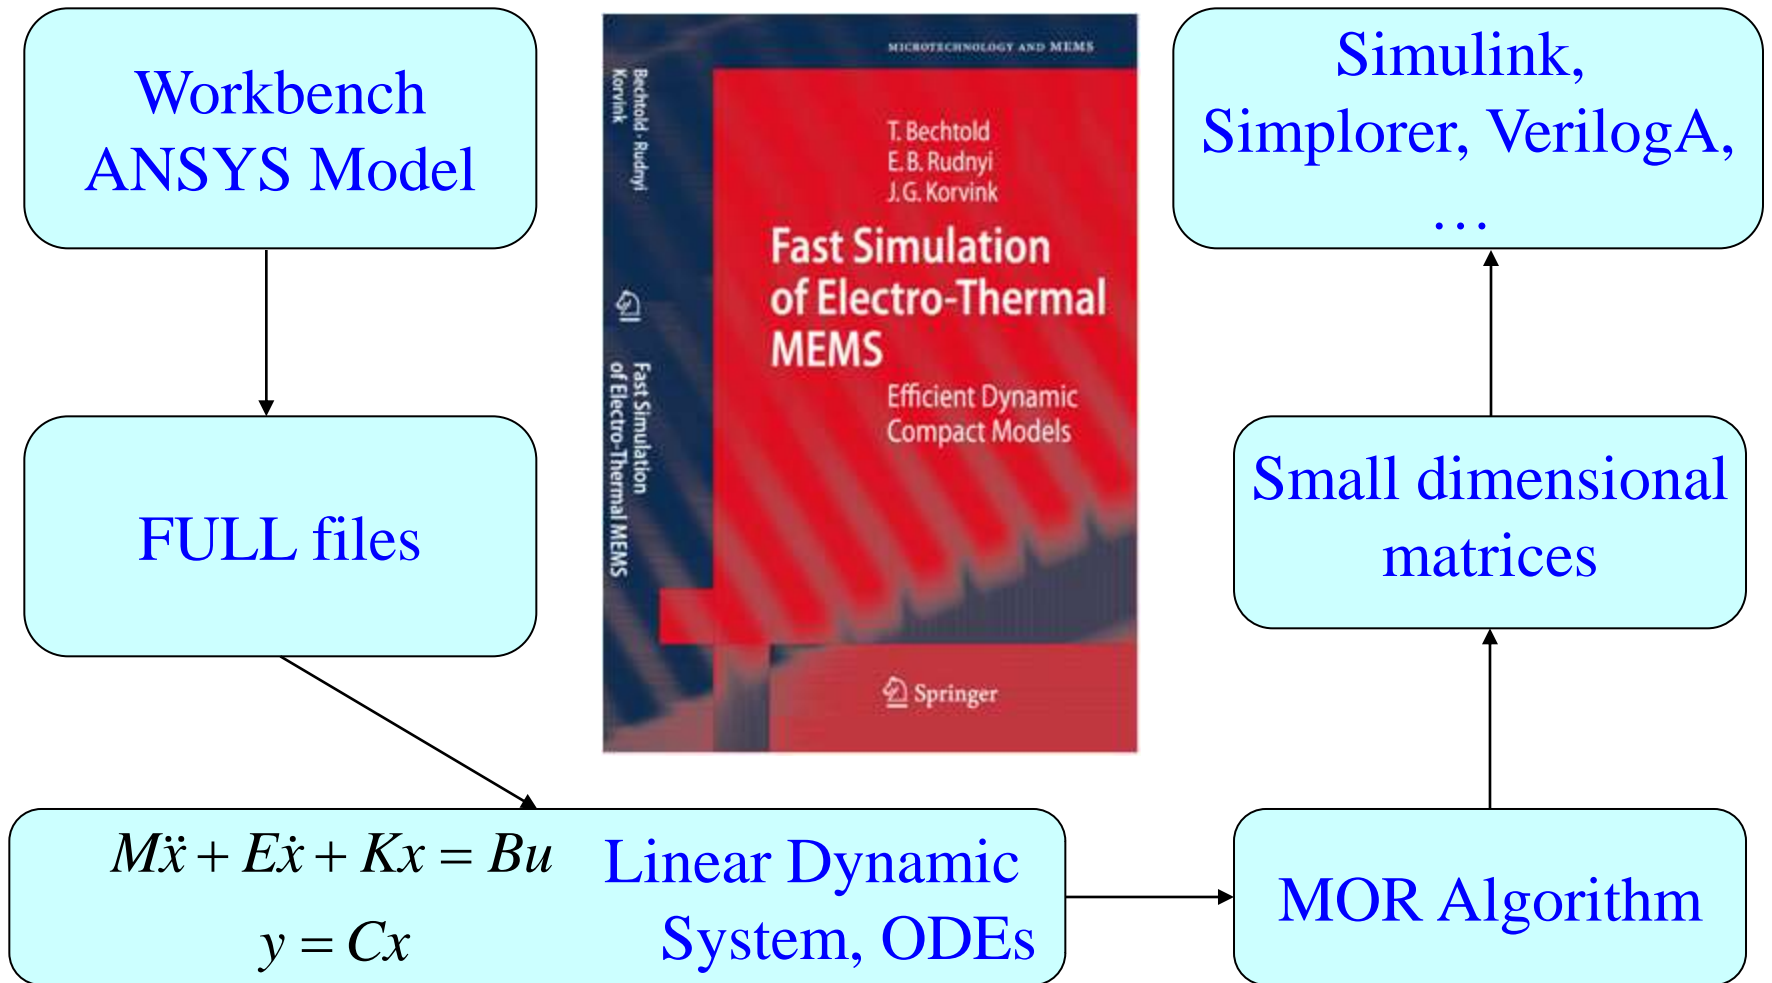 Workbench
ANSYS Model
FULL files
Mẍ + Eẋ + Kx = Bu
y = Cx
Linear Dynamic
System, ODEs
MOR Algorithm
Small dimensional
matrices
Simulink,
Simplorer, VerilogA,
…
Bechtold · Rudnyi
Korvink
Fast Simulation
of Electro-Thermal MEMS
MICROTECHNOLOGY AND MEMS
T. Bechtold
E. B. Rudnyi
J. G. Korvink
Fast Simulation
of Electro-Thermal
MEMS
Efficient Dynamic
Compact Models
Springer